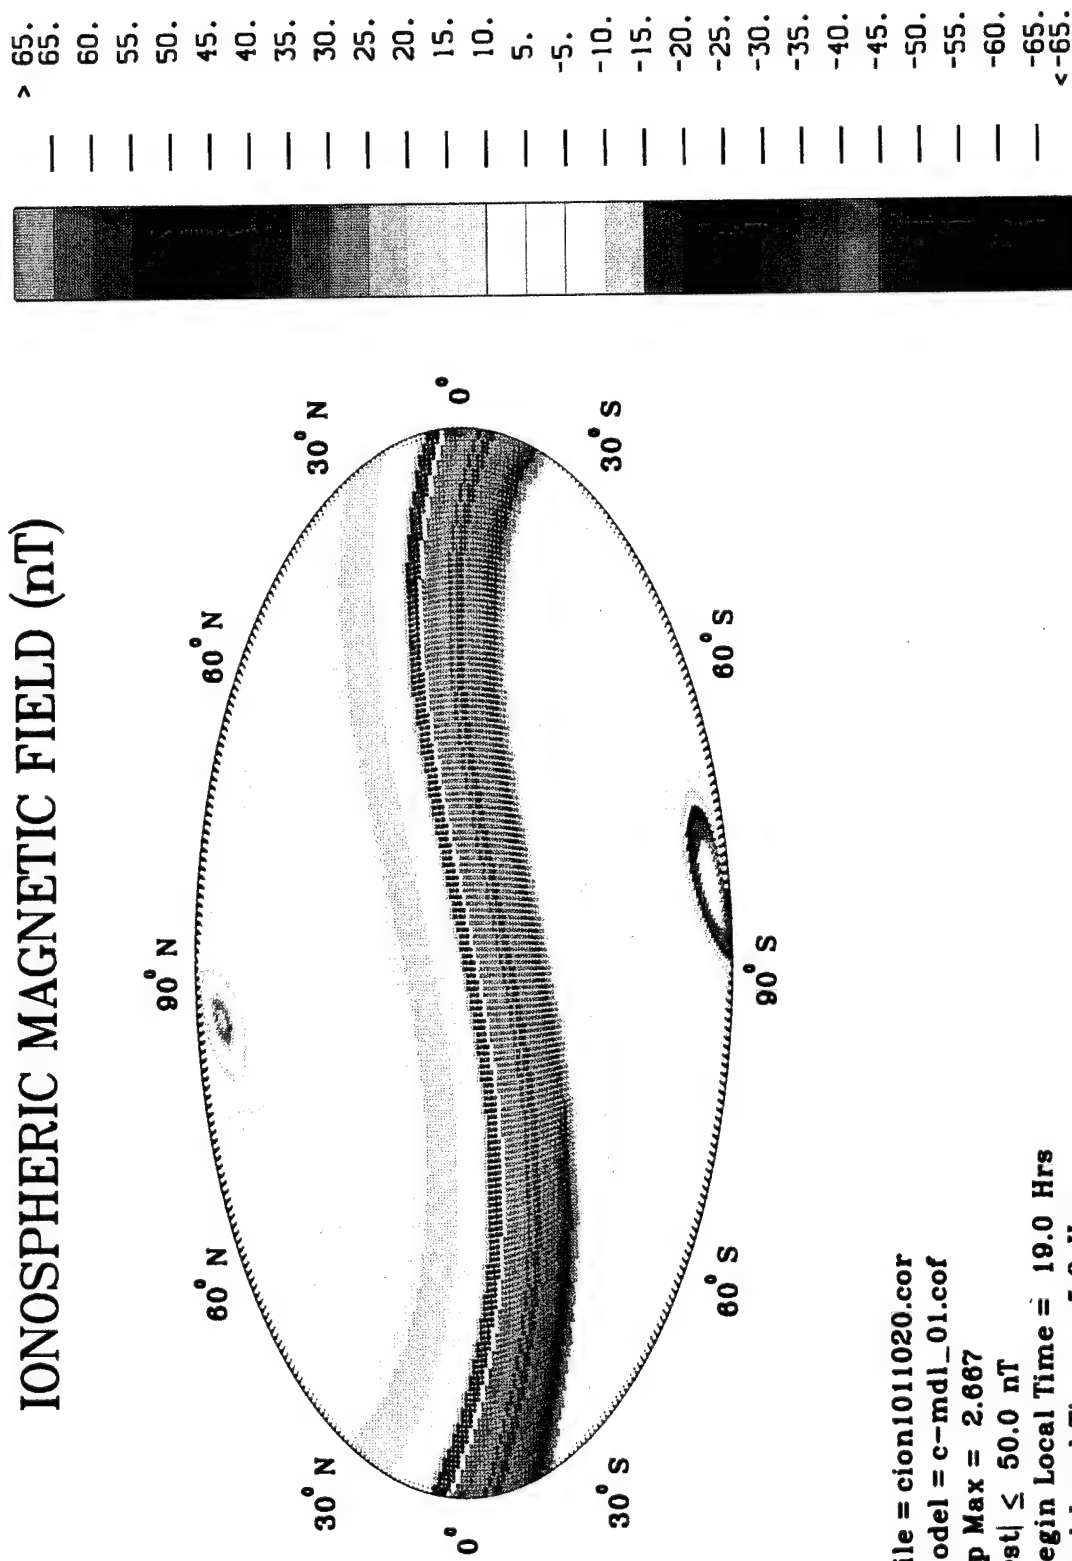 IONOSPHERIC MAGNETIC FIELD (nT)
90° N
60° N
60° N
30° N
30° N
0°
0°
30° S
30° S
60° S
60° S
90° S
> 65.
65.
60.
55.
50.
45.
40.
35.
30.
25.
20.
15.
10.
5.
-5.
-10.
-15.
-20.
-25.
-30.
-35.
-40.
-45.
-50.
-55.
-60.
-65.
< -65.
ile = cion1011020.cor
odel = c-mdl_01.cof
p Max = 2.667
st| ≤ 50.0 nT
egin Local Time = 19.0 Hrs